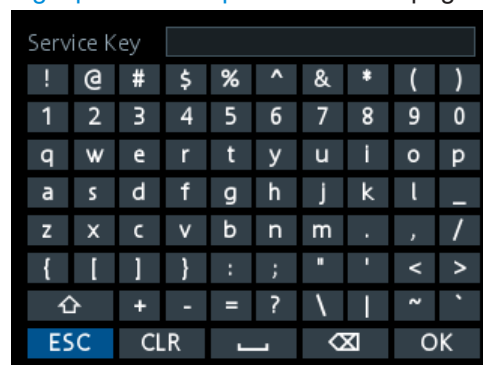 Service Key
! @ # $ % ^ & * ( )
1 2 3 4 5 6 7 8 9 0
q w e r t y u i o p
a s d f g h j k l _
z x c v b n m . , /
{ [ ] } : ; " ' < >
+ - = ? \ | ~ `
ESC CLR OK